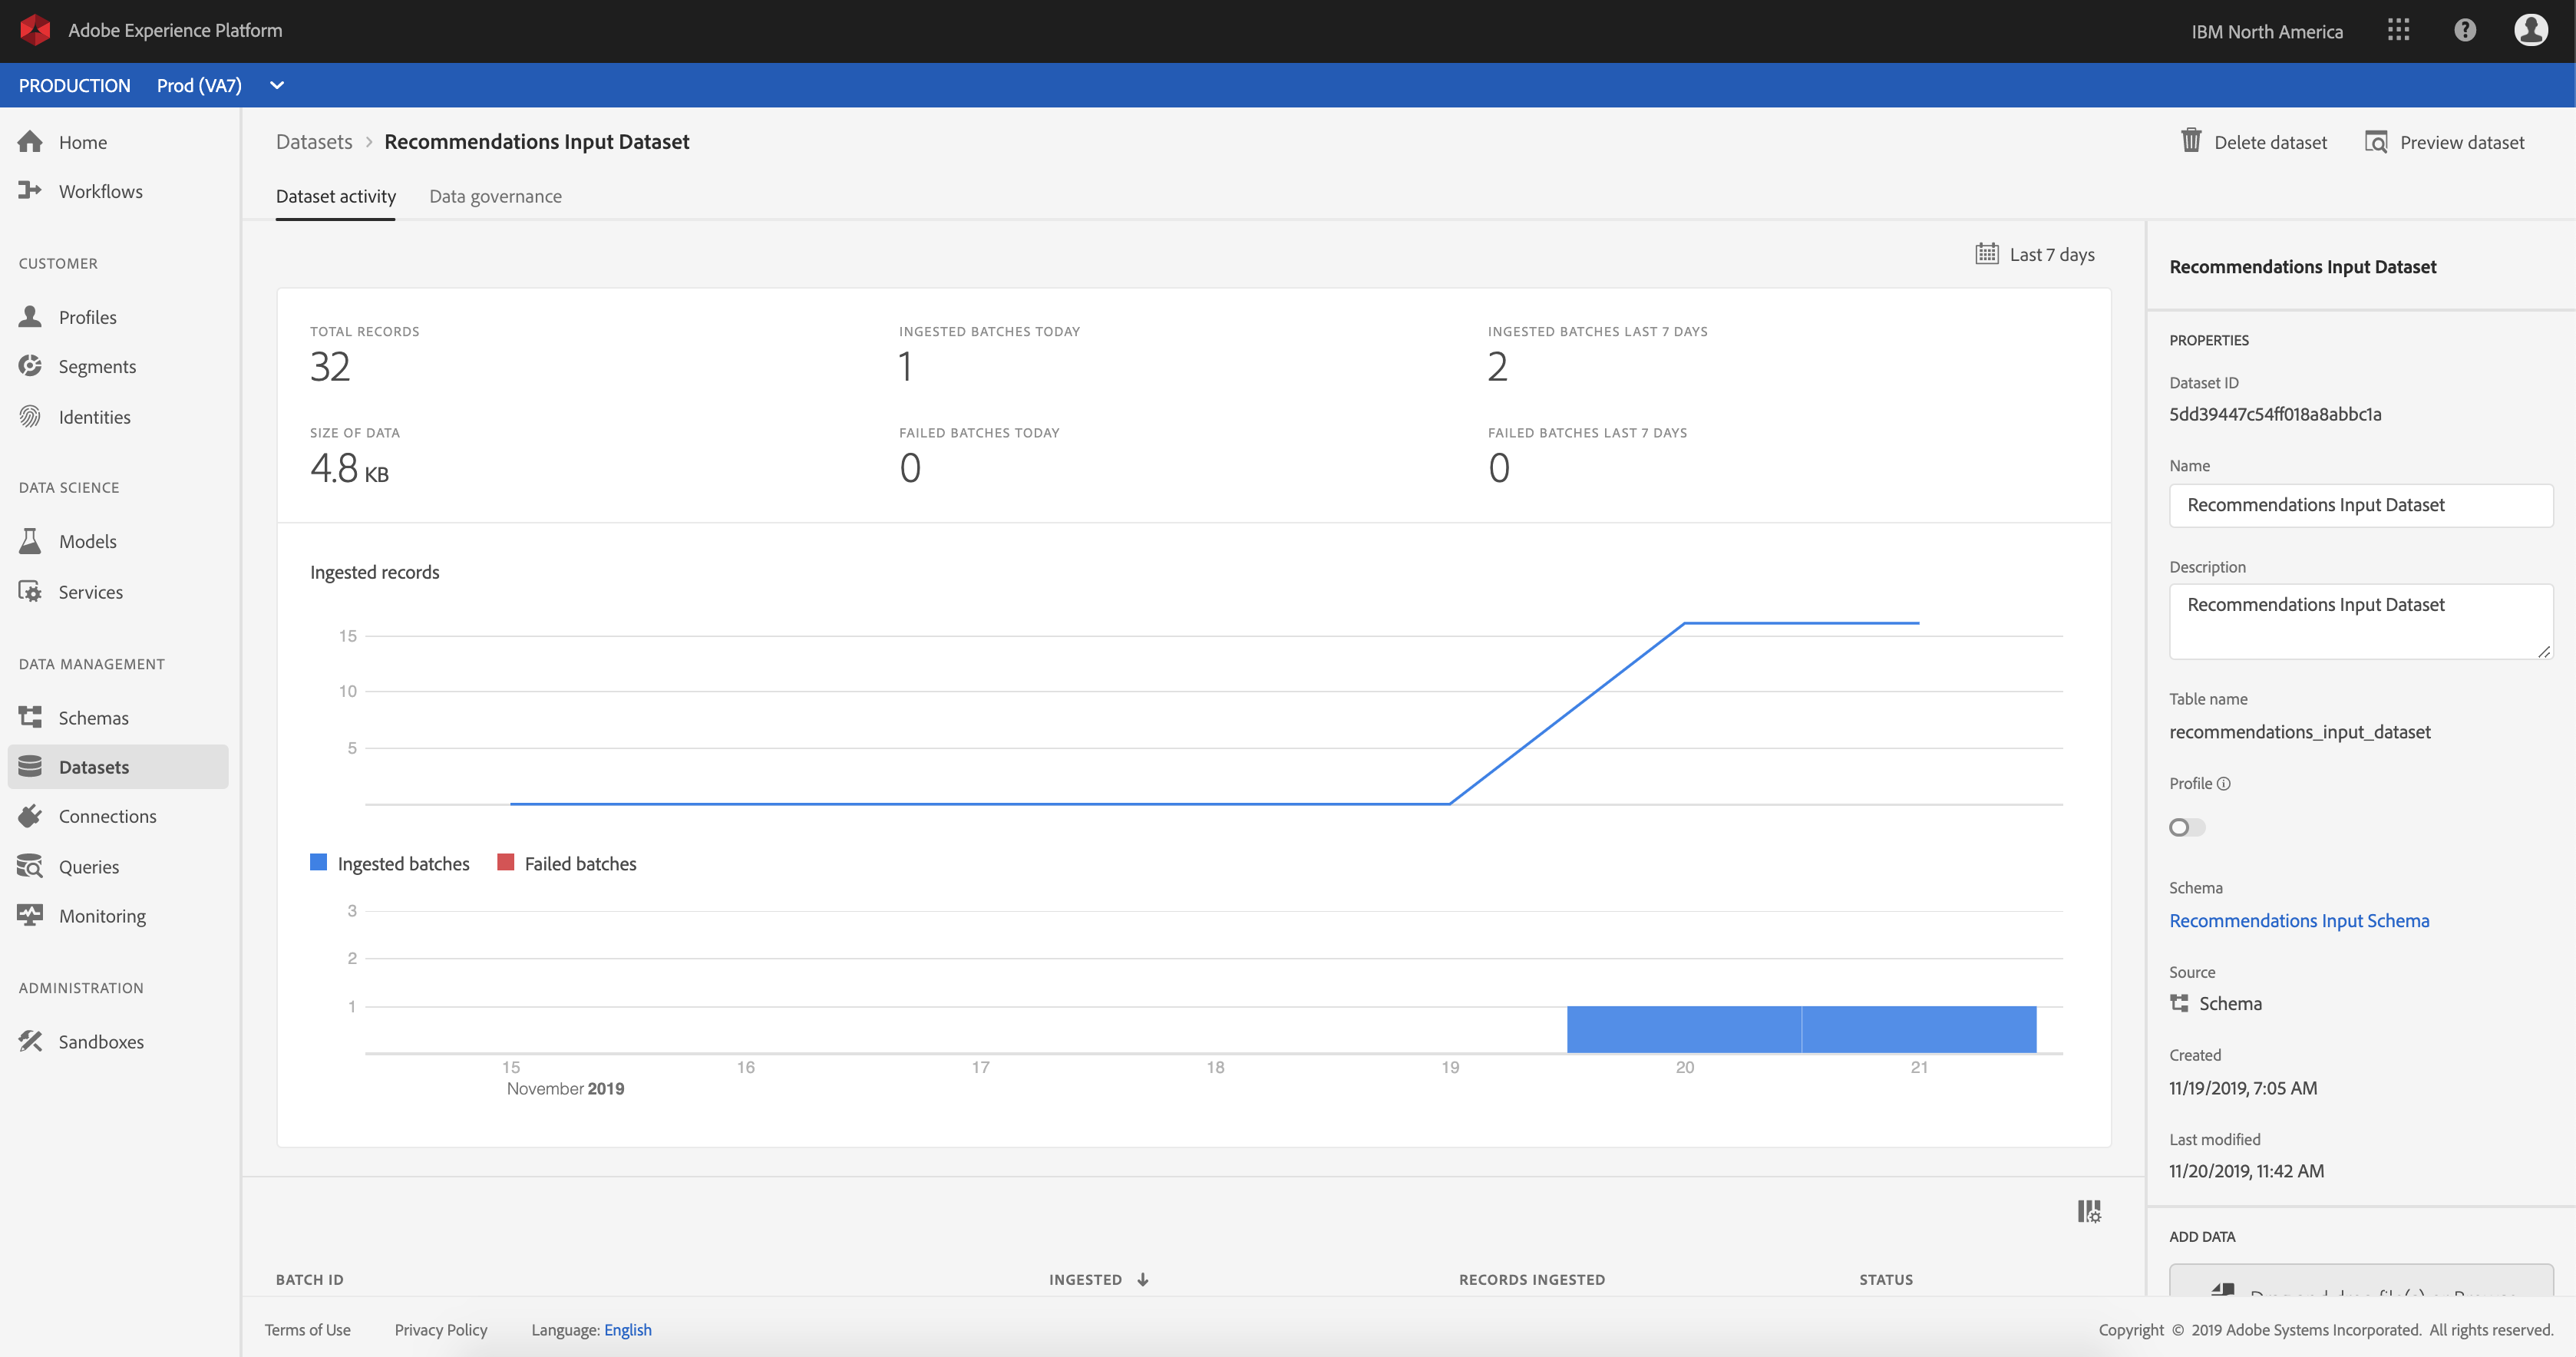 Adobe Experience Platform
IBM North America
PRODUCTION Prod (VA7)
Home
Workflows
CUSTOMER
Profiles
Segments
Identities
DATA SCIENCE
Models
Services
DATA MANAGEMENT
Schemas
Datasets
Connections
Queries
Monitoring
ADMINISTRATION
Sandboxes
Datasets > Recommendations Input Dataset
Delete dataset
Preview dataset
Dataset activity
Data governance
Last 7 days
TOTAL RECORDS
32
INGESTED BATCHES TODAY
1
INGESTED BATCHES LAST 7 DAYS
2
SIZE OF DATA
4.8 KB
FAILED BATCHES TODAY
0
FAILED BATCHES LAST 7 DAYS
0
Ingested records
15
10
5
Ingested batches
Failed batches
3
2
1
15 16 17 18 19 20 21
November 2019
BATCH ID INGESTED RECORDS INGESTED STATUS
Recommendations Input Dataset
PROPERTIES
Dataset ID
5dd39447c54ff018a8abbc1a
Name
Recommendations Input Dataset
Description
Recommendations Input Dataset
Table name
recommendations_input_dataset
Profile
Schema
Recommendations Input Schema
Source
Schema
Created
11/19/2019, 7:05 AM
Last modified
11/20/2019, 11:42 AM
ADD DATA
Terms of Use
Privacy Policy
Language: English
Copyright © 2019 Adobe Systems Incorporated. All rights reserved.